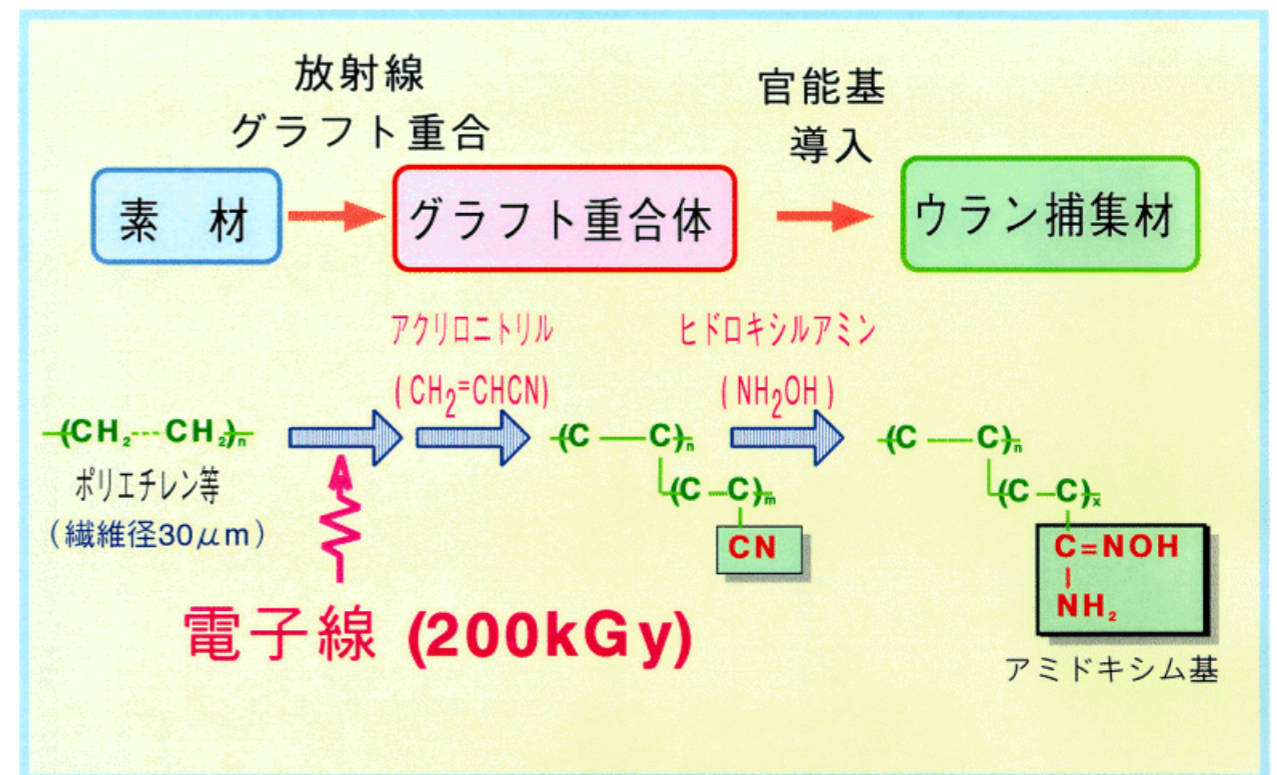 放射線
グラフト重合
官能基
導入
素 材
グラフト重合体
ウラン捕集材
アクリロニトリル
(CH₂=CHCN)
ヒドロキシルアミン
(NH₂OH)
-(CH₂---CH₂)ₙ-
ポリエチレン等
(繊維径30μm)
電子線 (200kGy)
-(C — C)ₙ-
(C – C)ₘ
CN
-(C — C)ₙ-
(C – C)ₓ
C=NOH
NH₂
アミドキシム基